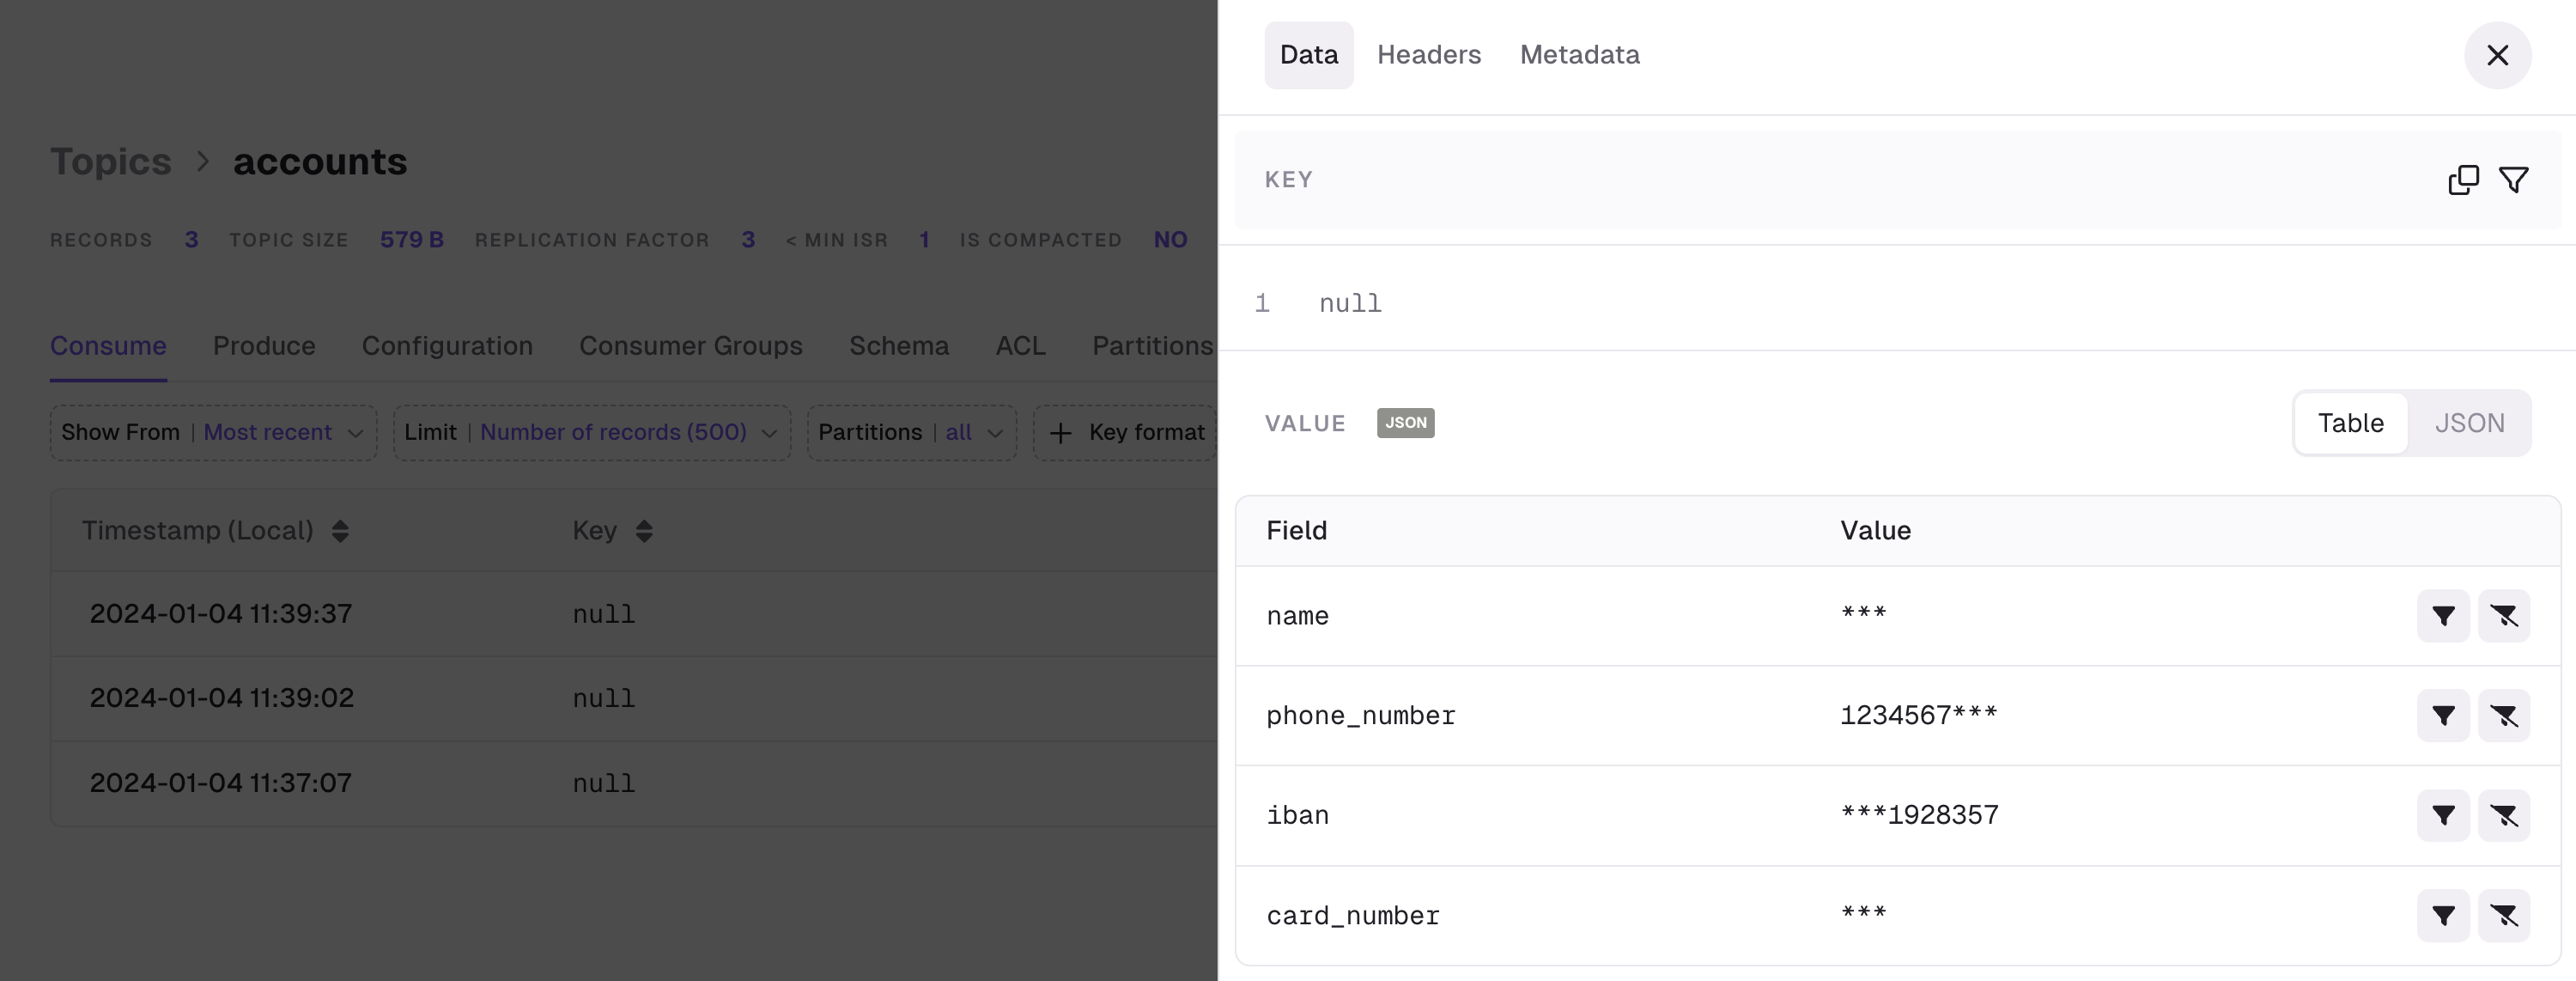 Topics > accounts
RECORDS 3 TOPIC SIZE 579 B REPLICATION FACTOR 3 < MIN ISR 1 IS COMPACTED NO
Consume Produce Configuration Consumer Groups Schema ACL Partitions
Show From | Most recent Limit | Number of records (500) Partitions | all + Key format
Timestamp (Local) Key
2024-01-04 11:39:37 null
2024-01-04 11:39:02 null
2024-01-04 11:37:07 null
Data Headers Metadata
KEY
1 null
VALUE JSON Table JSON
Field Value
name ***
phone_number 1234567***
iban ***1928357
card_number ***